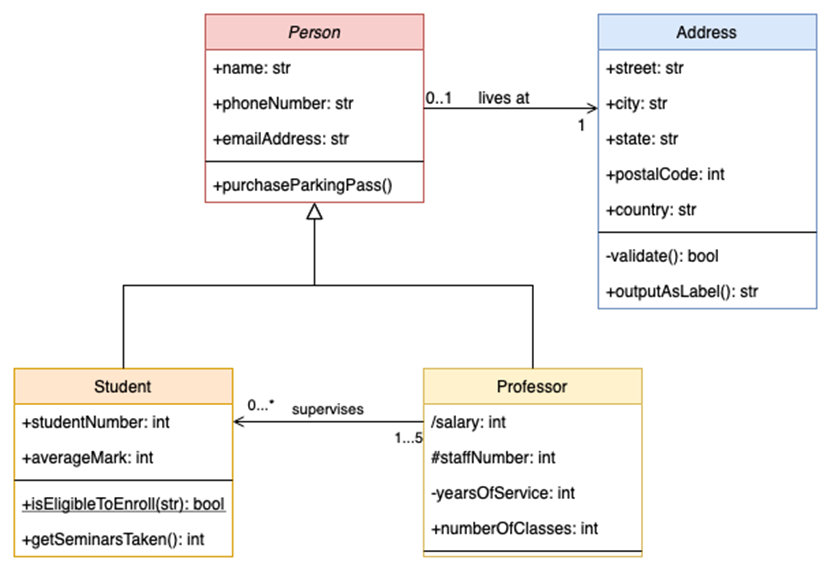 Person
+name: str
+phoneNumber: str
+emailAddress: str
+purchaseParkingPass()
0..1 lives at
1
Address
+street: str
+city: str
+state: str
+postalCode: int
+country: str
-validate(): bool
+outputAsLabel(): str
Student
+studentNumber: int
+averageMark: int
+isEligibleToEnroll(str): bool
+getSeminarsTaken(): int
0...* supervises
1...5
Professor
/salary: int
#staffNumber: int
-yearsOfService: int
+numberOfClasses: int